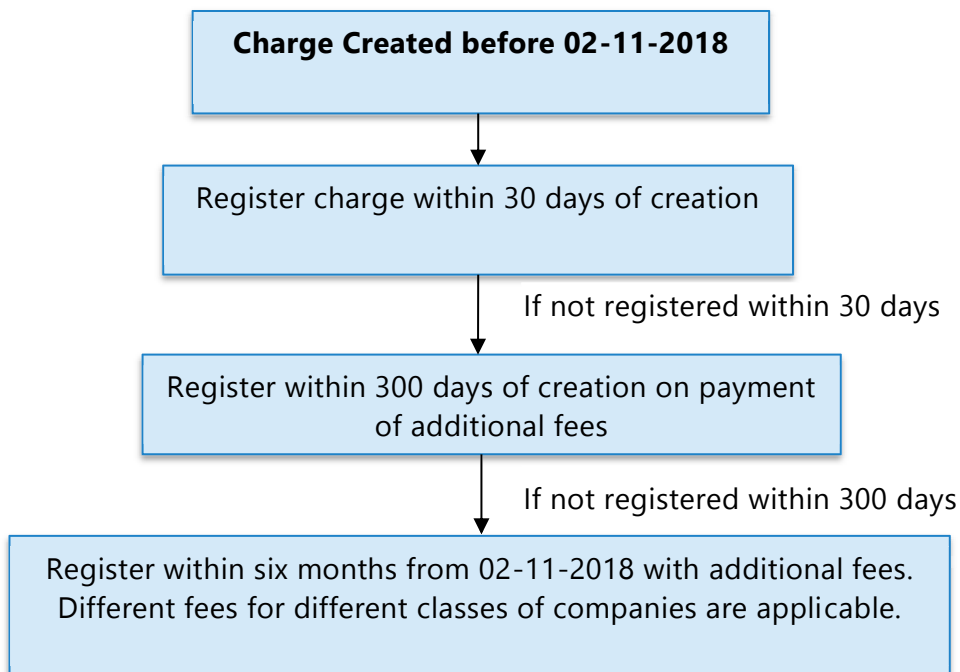 Charge Created before 02-11-2018
Register charge within 30 days of creation
If not registered within 30 days
Register within 300 days of creation on payment
of additional fees
If not registered within 300 days
Register within six months from 02-11-2018 with additional fees.
Different fees for different classes of companies are applicable.